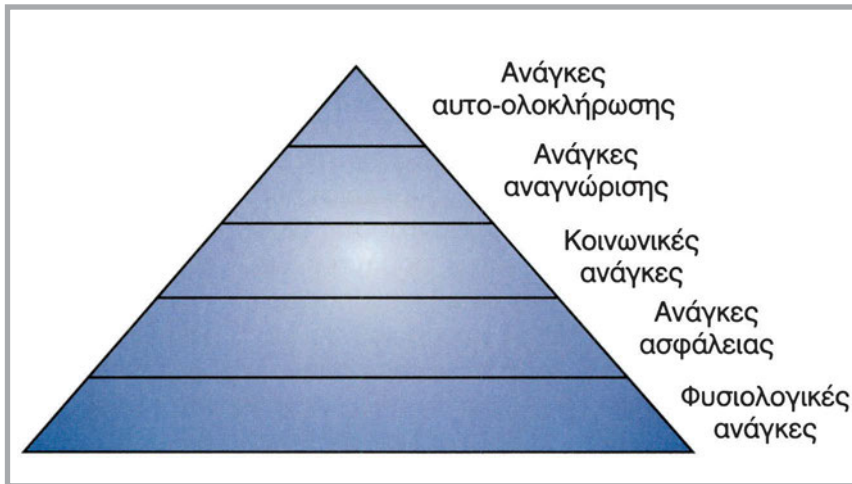 Ανάγκες
αυτο-ολοκλήρωσης
Ανάγκες
αναγνώρισης
Κοινωνικές
ανάγκες
Ανάγκες
ασφάλειας
Φυσιολογικές
ανάγκες